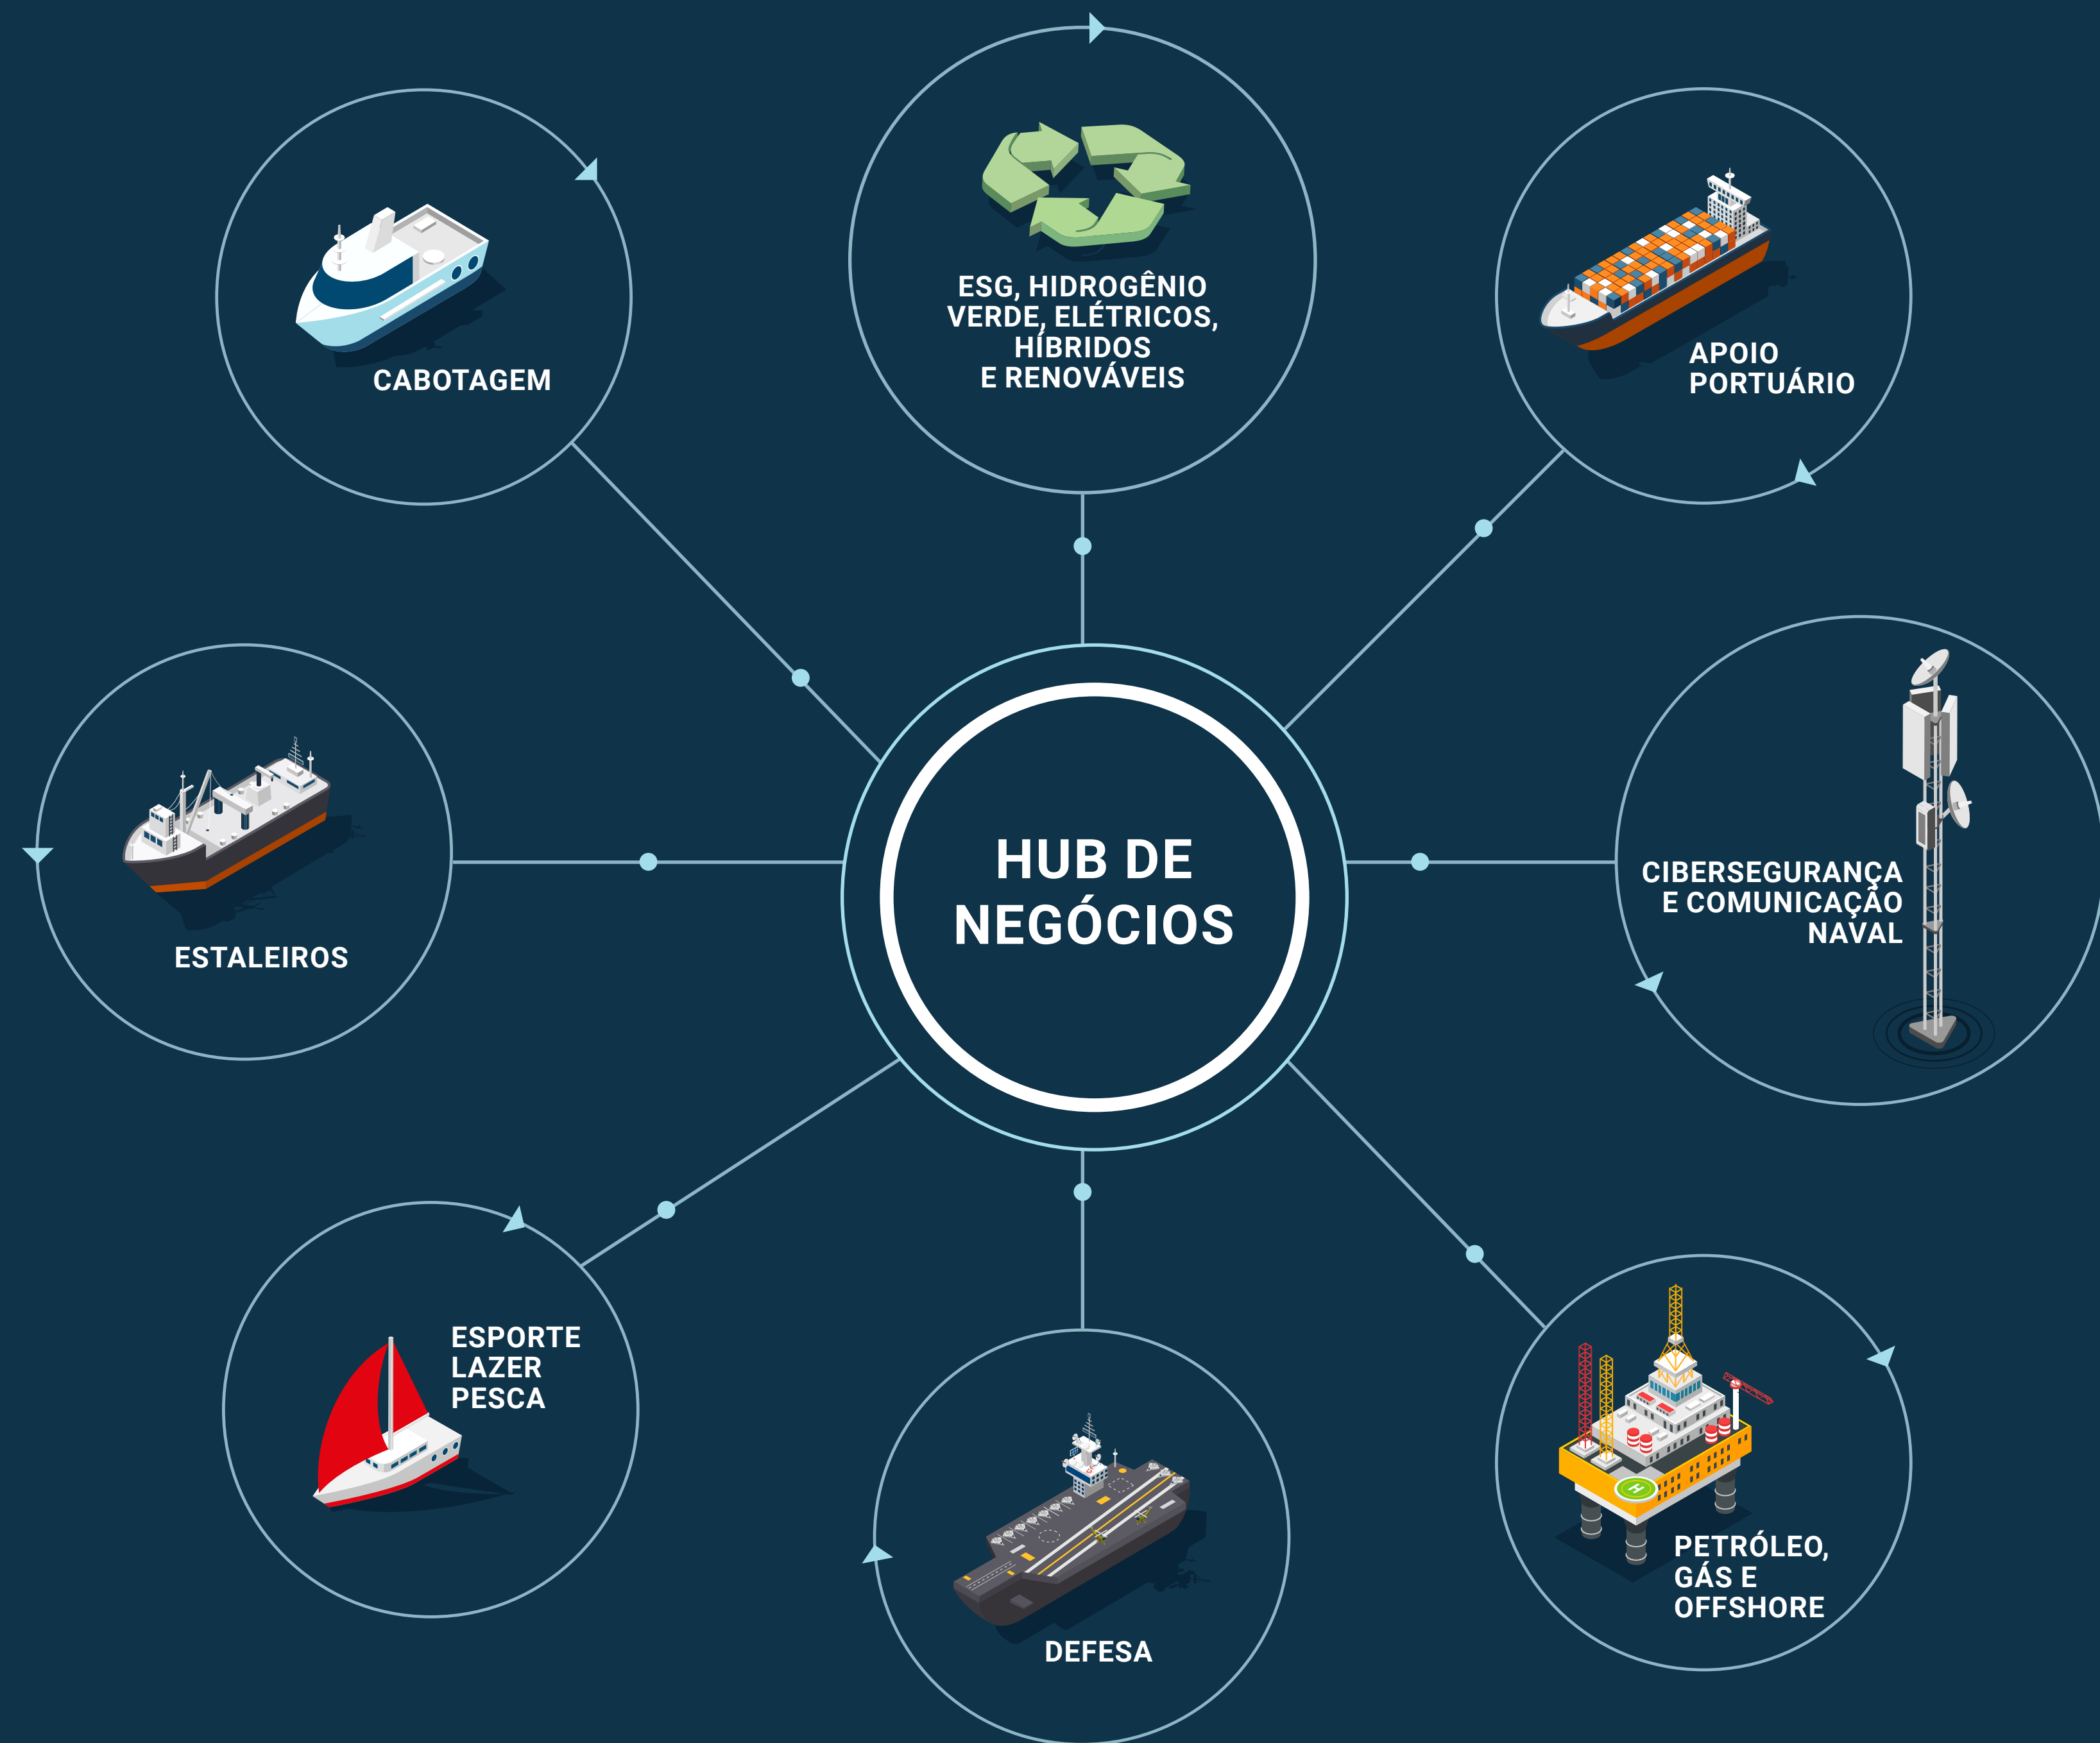 ESG, HIDROGÊNIO
VERDE, ELÉTRICOS,
HÍBRIDOS
E RENOVÁVEIS
CABOTAGEM
APOIO
PORTUÁRIO
HUB DE
NEGÓCIOS
CIBERSEGURANÇA
E COMUNICAÇÃO
NAVAL
ESTALEIROS
ESPORTE
LAZER
PESCA
DEFESA
H
PETRÓLEO,
GÁS E
OFFSHORE